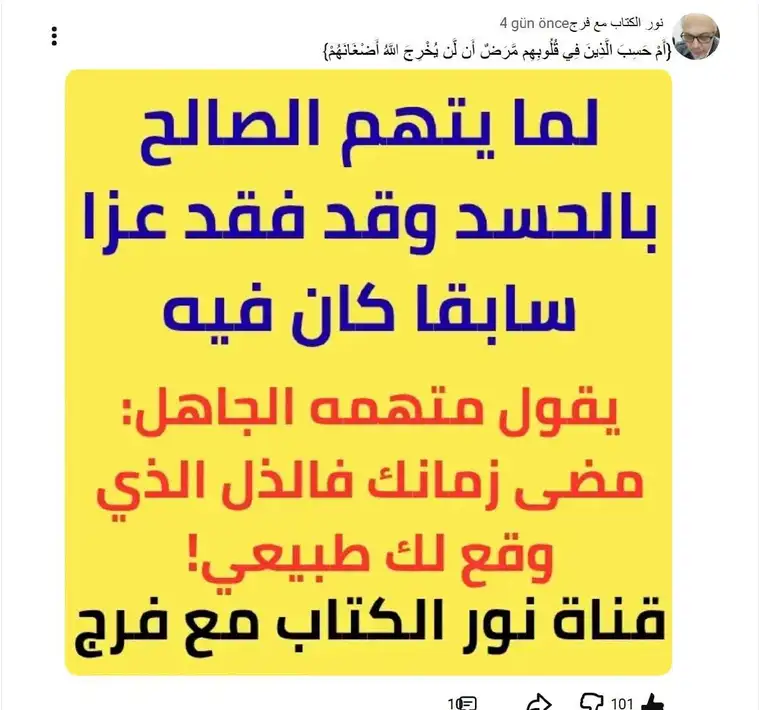 نور الكتاب مع فرج 4 gün önce
{أَمْ حَسِبَ الَّذِينَ فِي قُلُوبِهِم مَّرَضٌ أَن لَّن يُخْرِجَ اللَّهُ أَضْغَانَهُمْ}
لما يتهم الصالح
بالحسد وقد فقد عزا
سابقا كان فيه
يقول متهمه الجاهل:
مضى زمانك فالذل الذي
وقع لك طبيعي!
قناة نور الكتاب مع فرج
101 10